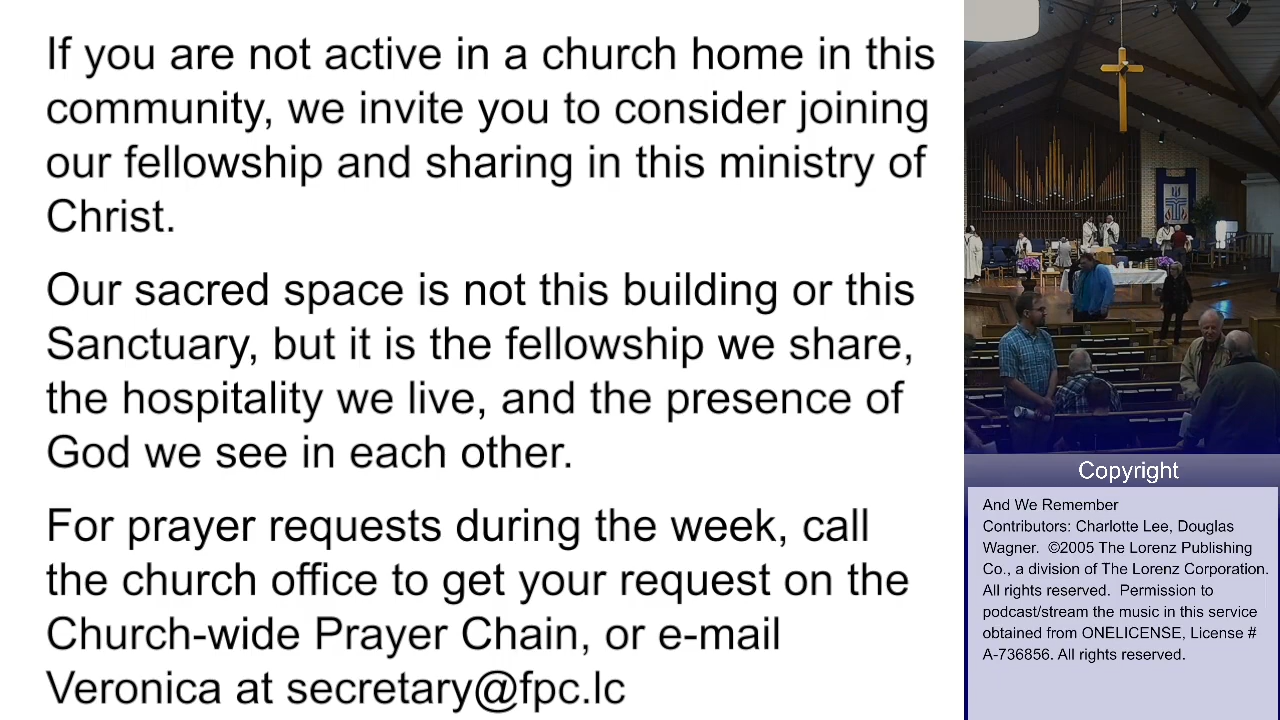 If you are not active in a church home in this
community, we invite you to consider joining
our fellowship and sharing in this ministry of
Christ.
Our sacred space is not this building or this
Sanctuary, but it is the fellowship we share,
the hospitality we live, and the presence of
God we see in each other.
For prayer requests during the week, call
the church office to get your request on the
Church-wide Prayer Chain, or e-mail
Veronica at secretary@fpc.lc
Copyright
And We Remember
Contributors: Charlotte Lee, Douglas
Wagner.  ©2005 The Lorenz Publishing
Co., a division of The Lorenz Corporation.
All rights reserved.  Permission to
podcast/stream the music in this service
obtained from ONELICENSE, License #
A-736856. All rights reserved.